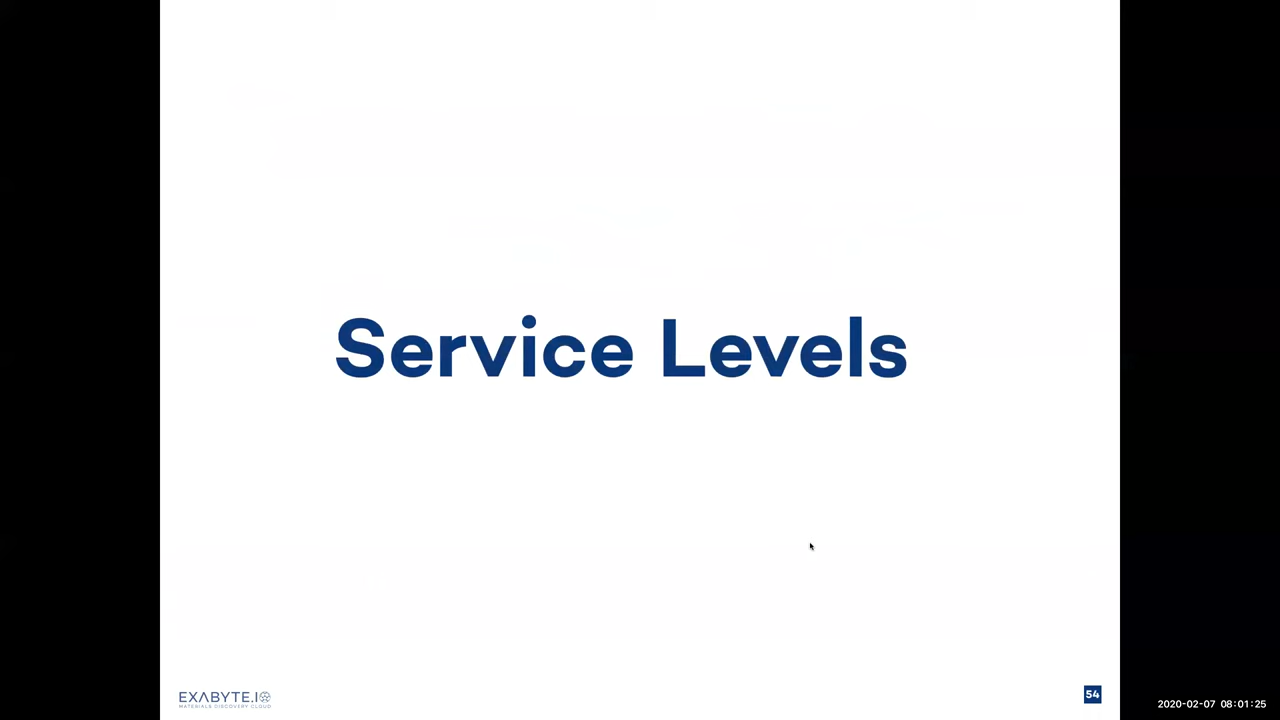 Service Levels
EXABYTE.IO
MATERIALS DISCOVERY CLOUD
54
2020-02-07 08:01:25